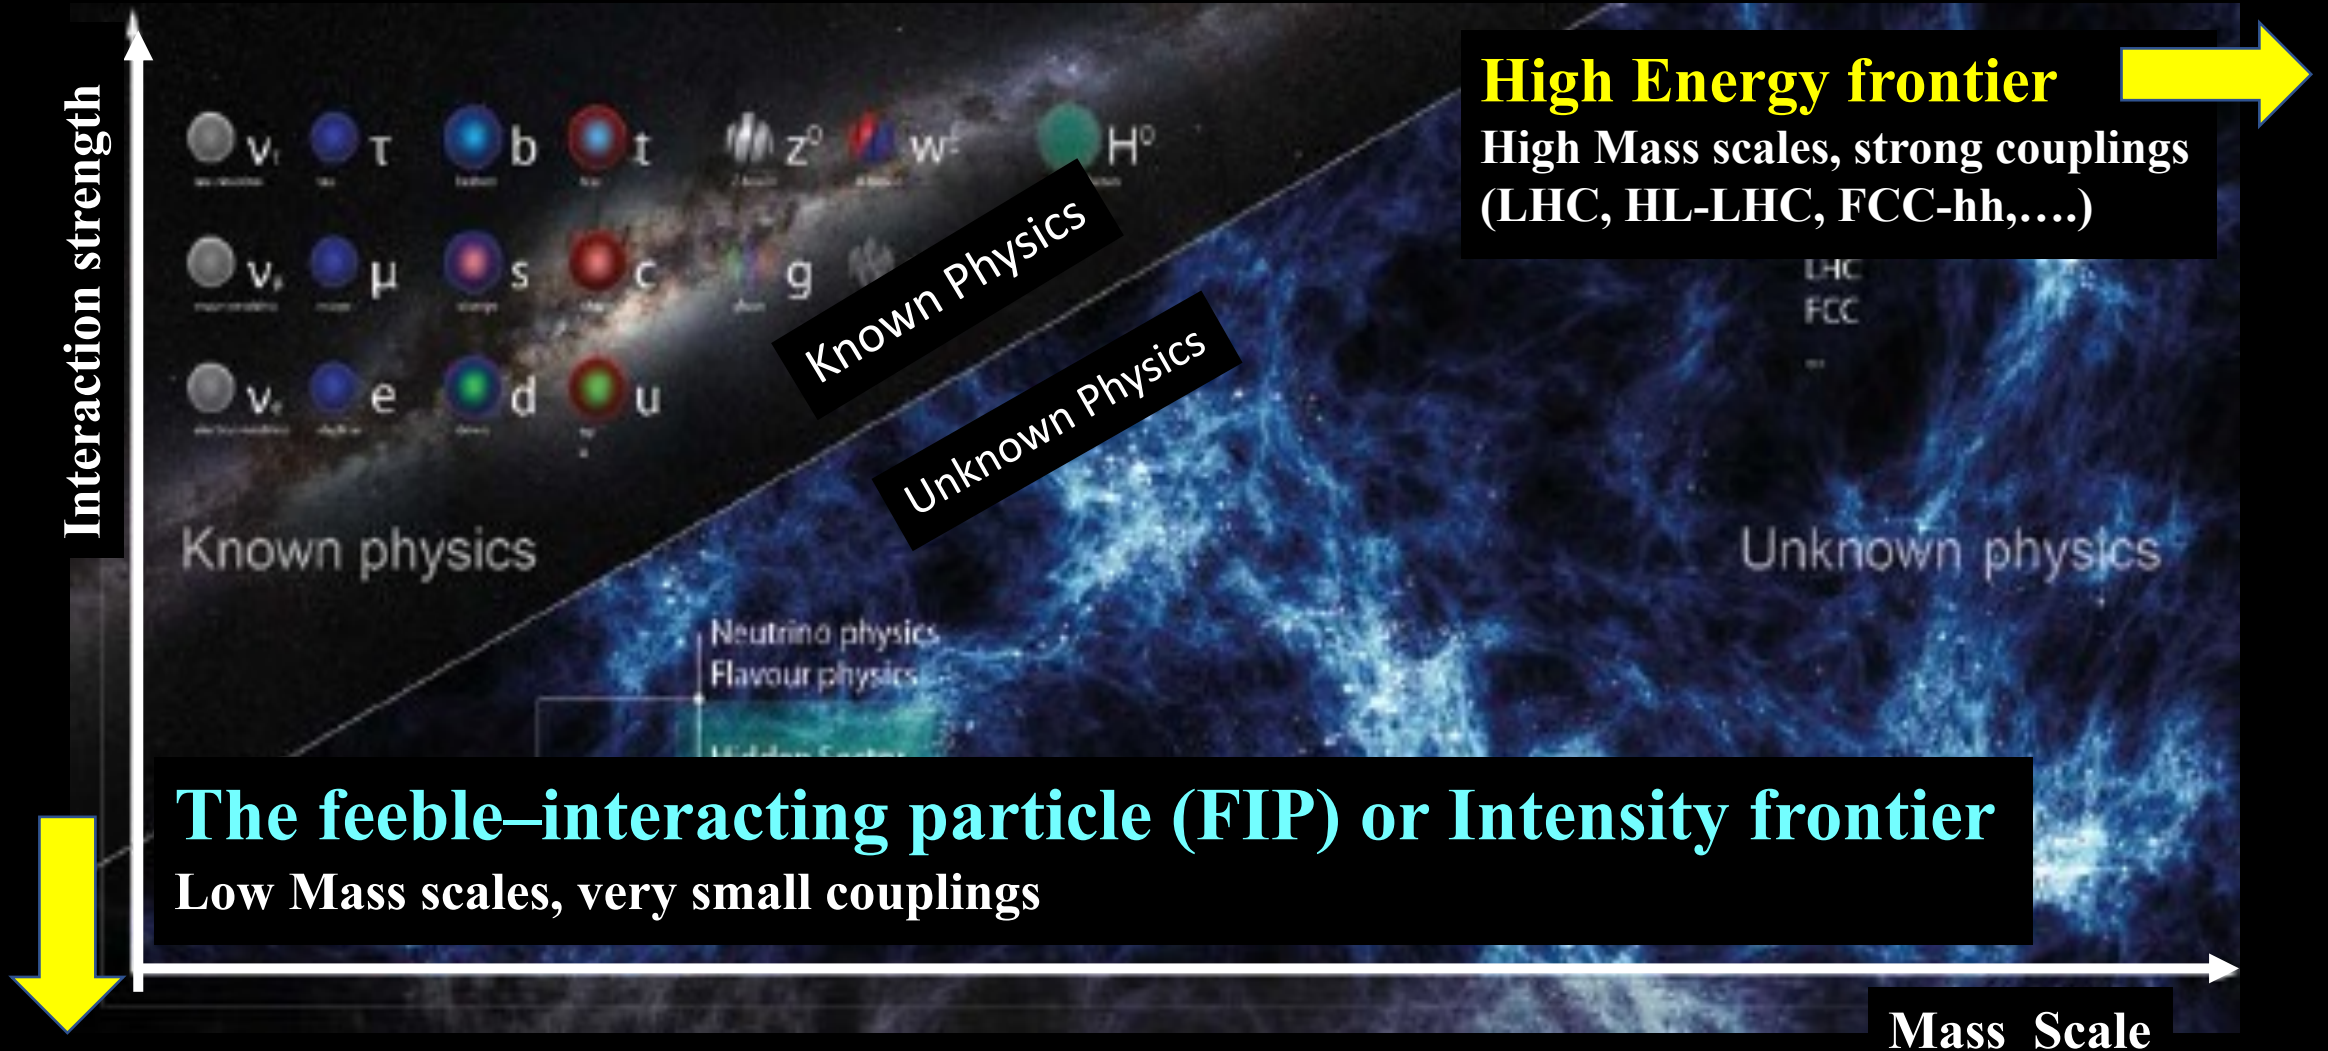 Interaction strength
High Energy frontier
High Mass scales, strong couplings
(LHC, HL-LHC, FCC-hh,….)
LHC
FCC
ν τ b t Z⁰ W± H⁰
ν μ s c g
νe e d u
Known Physics
Unknown Physics
Known physics
Unknown physics
Neutrino physics
Flavour physics
Hidden Sector
The feeble–interacting particle (FIP) or Intensity frontier
Low Mass scales, very small couplings
Mass Scale